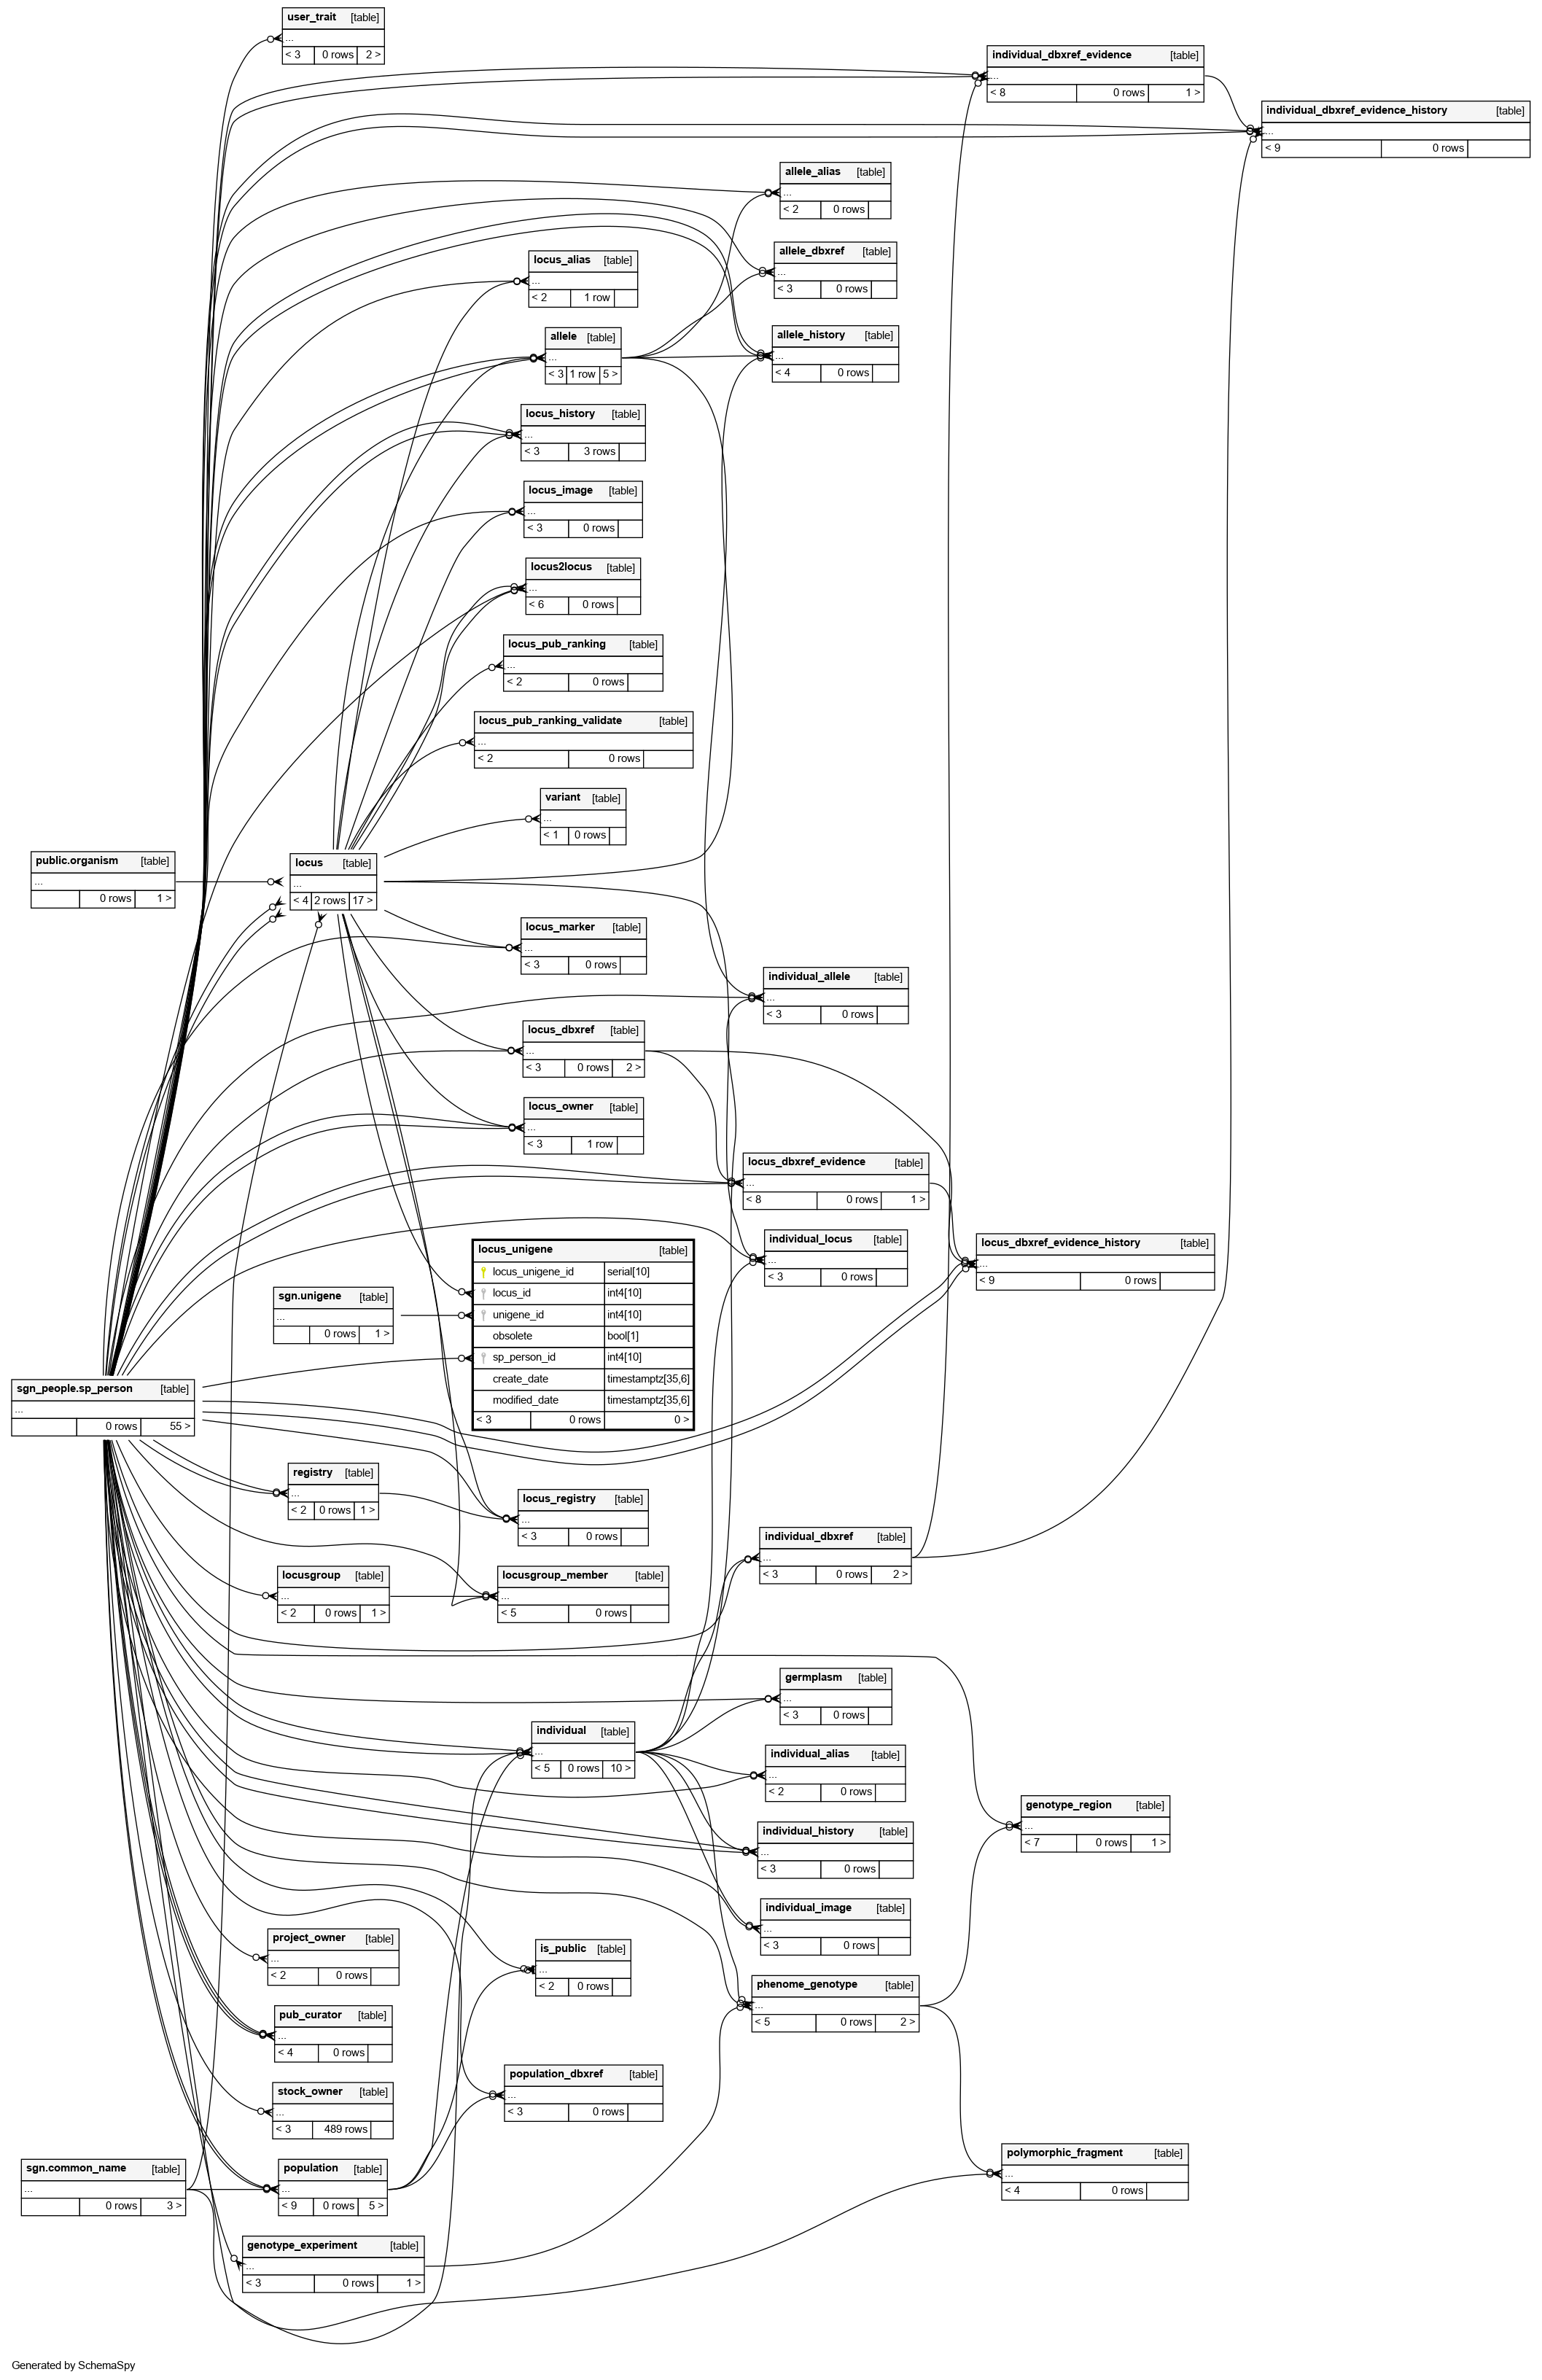 user_trait [table]
...
< 3 0 rows 2 >
individual_dbxref_evidence [table]
...
< 8 0 rows 1 >
individual_dbxref_evidence_history [table]
...
< 9 0 rows
allele_alias [table]
...
< 2 0 rows
allele_dbxref [table]
...
< 3 0 rows
locus_alias [table]
...
< 2 1 row
allele [table]
...
< 3 1 row 5 >
allele_history [table]
...
< 4 0 rows
locus_history [table]
...
< 3 3 rows
locus_image [table]
...
< 3 0 rows
locus2locus [table]
...
< 6 0 rows
locus_pub_ranking [table]
...
< 2 0 rows
locus_pub_ranking_validate [table]
...
< 2 0 rows
variant [table]
...
< 1 0 rows
public.organism [table]
...
0 rows 1 >
locus [table]
...
< 4 2 rows 17 >
locus_marker [table]
...
< 3 0 rows
individual_allele [table]
...
< 3 0 rows
locus_dbxref [table]
...
< 3 0 rows 2 >
locus_owner [table]
...
< 3 1 row
locus_dbxref_evidence [table]
...
< 8 0 rows 1 >
individual_locus [table]
...
< 3 0 rows
locus_dbxref_evidence_history [table]
...
< 9 0 rows
locus_unigene [table]
locus_unigene_id serial[10]
locus_id int4[10]
unigene_id int4[10]
obsolete bool[1]
sp_person_id int4[10]
create_date timestamptz[35,6]
modified_date timestamptz[35,6]
< 3 0 rows 0 >
sgn.unigene [table]
...
0 rows 1 >
sgn_people.sp_person [table]
...
0 rows 55 >
registry [table]
...
< 2 0 rows 1 >
locus_registry [table]
...
< 3 0 rows
individual_dbxref [table]
...
< 3 0 rows 2 >
locusgroup [table]
...
< 2 0 rows 1 >
locusgroup_member [table]
...
< 5 0 rows
germplasm [table]
...
< 3 0 rows
individual [table]
...
< 5 0 rows 10 >
individual_alias [table]
...
< 2 0 rows
genotype_region [table]
...
< 7 0 rows 1 >
individual_history [table]
...
< 3 0 rows
individual_image [table]
...
< 3 0 rows
project_owner [table]
...
< 2 0 rows
is_public [table]
...
< 2 0 rows
phenome_genotype [table]
...
< 5 0 rows 2 >
pub_curator [table]
...
< 4 0 rows
population_dbxref [table]
...
< 3 0 rows
stock_owner [table]
...
< 3 489 rows
polymorphic_fragment [table]
...
< 4 0 rows
sgn.common_name [table]
...
0 rows 3 >
population [table]
...
< 9 0 rows 5 >
genotype_experiment [table]
...
< 3 0 rows 1 >
Generated by SchemaSpy